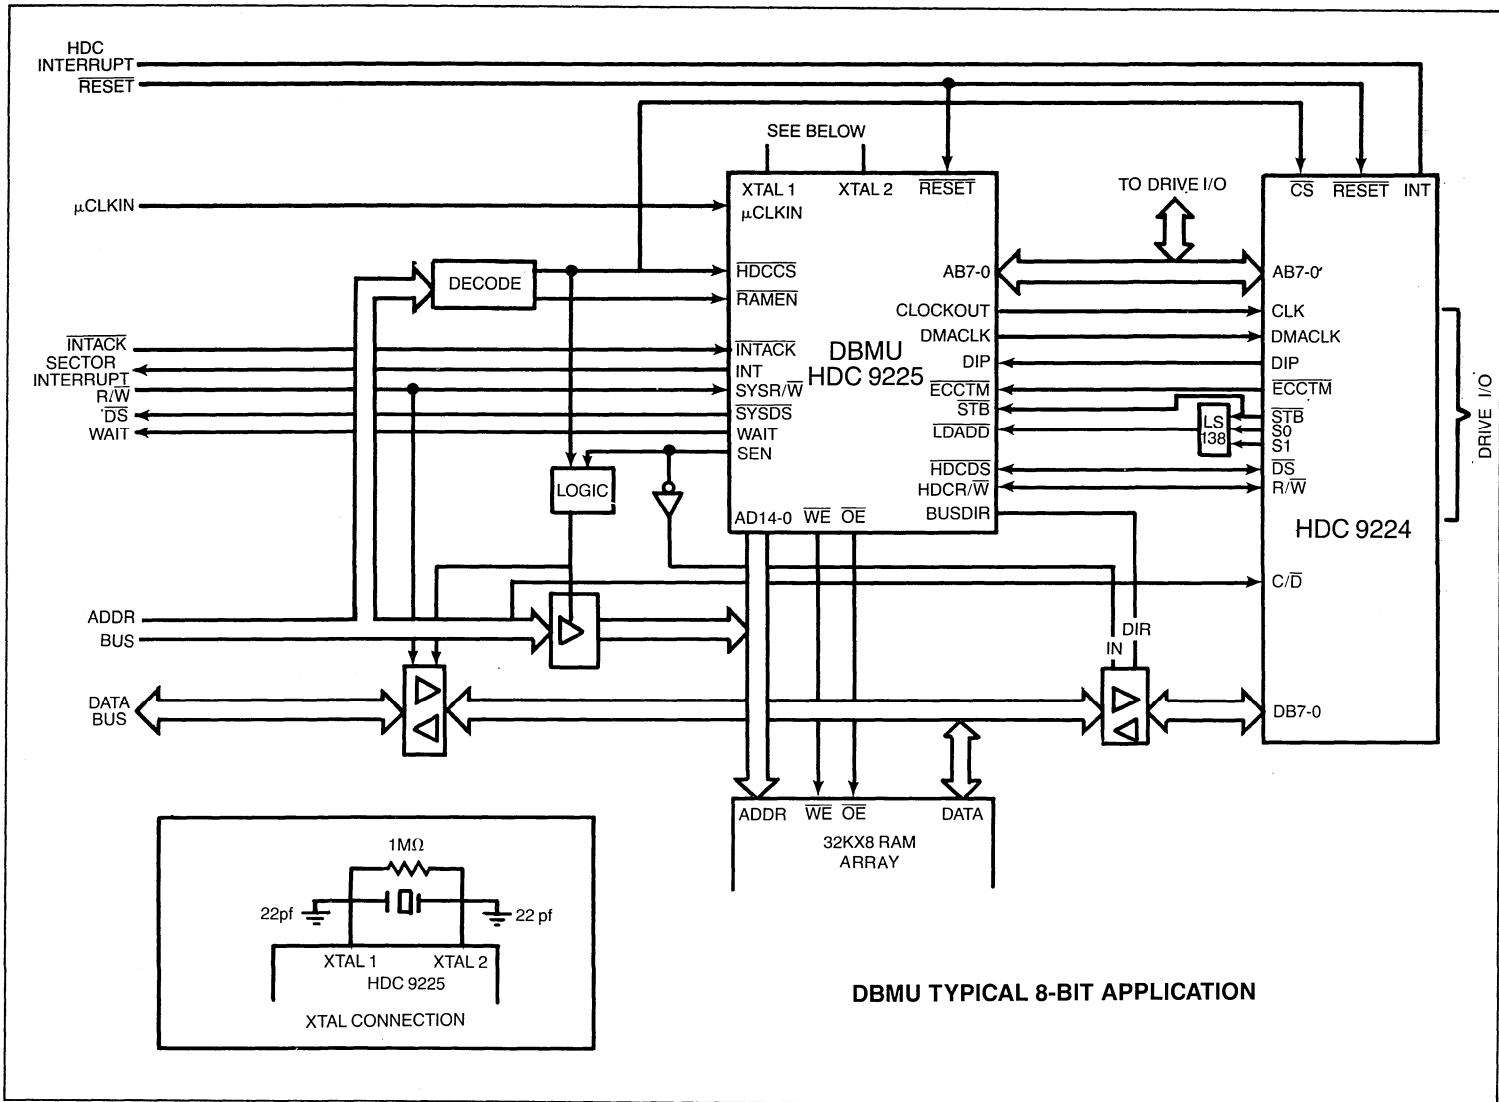 HDC
INTERRUPT
RESET
SEE BELOW
XTAL 1
XTAL 2
RESET
µCLKIN
µCLKIN
TO DRIVE I/O
CS
RESET
INT
DECODE
HDCCS
RAMEN
AB7-0
AB7-0
CLOCKOUT
CLK
DMACLK
DMACLK
DBMU
HDC 9225
DIP
DIP
INTACK
INTACK
SECTOR
INTERRUPT
INT
R/W
SYSR/W
ECCTM
ECCTM
DS
SYSDS
STB
STB
LS
138
S0
S1
WAIT
WAIT
LDADD
SEN
HDCDS
DS
LOGIC
HDCR/W
R/W
AD14-0
WE
OE
BUSDIR
HDC 9224
DRIVE I/O
C/D
ADDR
BUS
IN
DIR
DATA
BUS
DB7-0
ADDR
WE
OE
DATA
32KX8 RAM
ARRAY
1MΩ
22pf
22 pf
XTAL 1
XTAL 2
HDC 9225
XTAL CONNECTION
DBMU TYPICAL 8-BIT APPLICATION